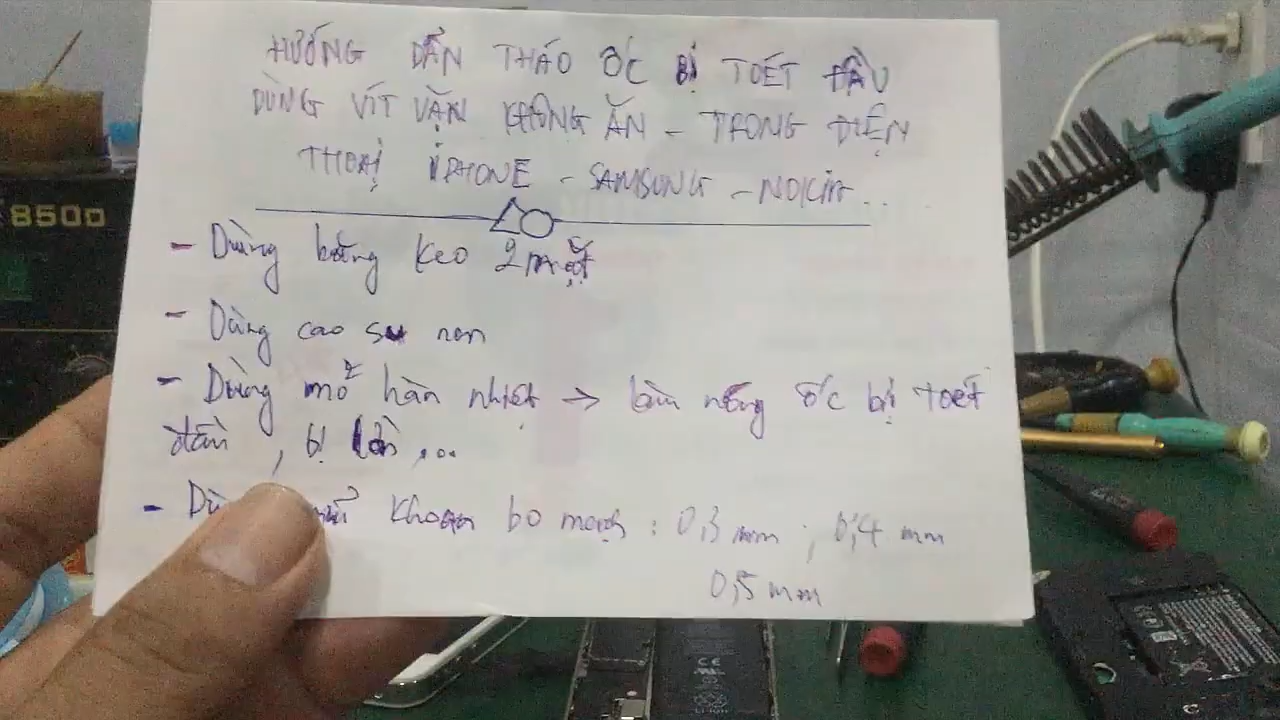 HƯỚNG DẪN THÁO ỐC BỊ TOÉT ĐẦU
DÙNG VÍT VẶN KHÔNG ĂN - TRONG ĐIỆN
THOẠI IPHONE - SAMSUNG - NOKIA...
- Dùng băng keo 2 mặt
- Dùng cao su non
- Dùng mỏ hàn nhiệt → làm nóng ốc bị toét
đầu, bị lờn,...
- khoan bo mạch: 0,3 mm; 0,4 mm
0,5 mm
850D
CE